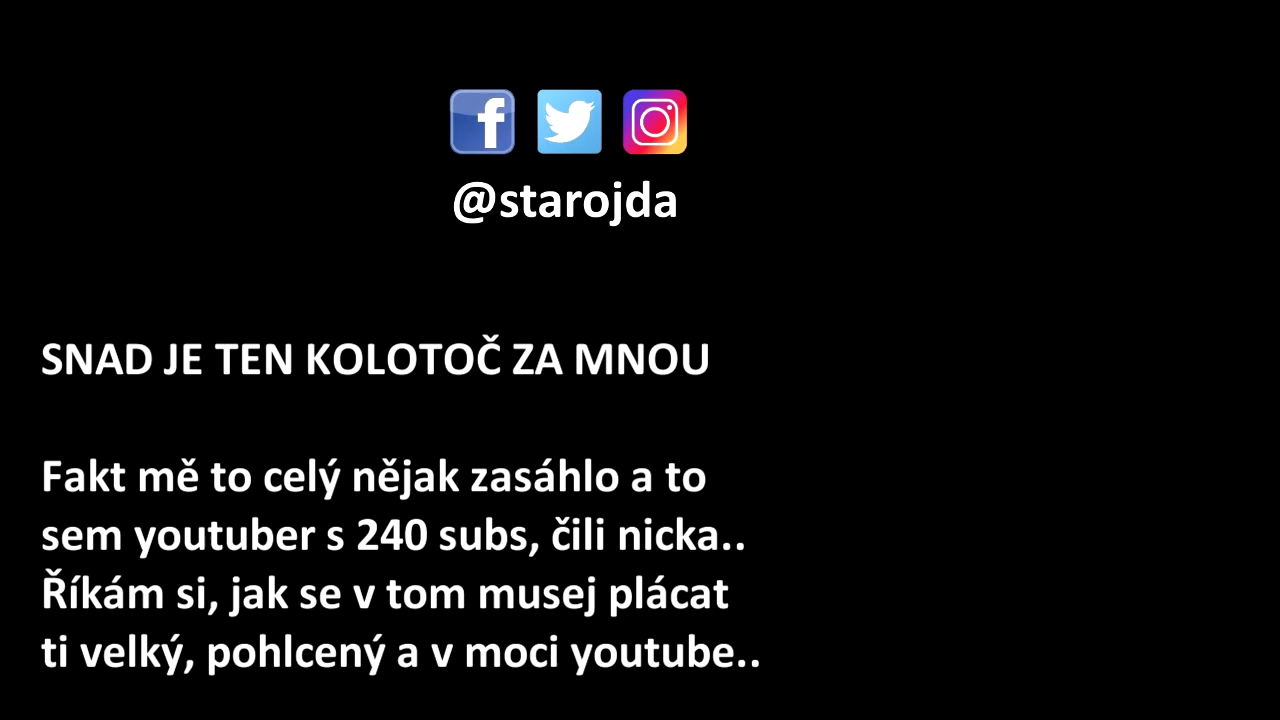 @starojda
SNAD JE TEN KOLOTOČ ZA MNOU
Fakt mě to celý nějak zasáhlo a to
sem youtuber s 240 subs, čili nicka..
Říkám si, jak se v tom musej plácat
ti velký, pohlcený a v moci youtube..